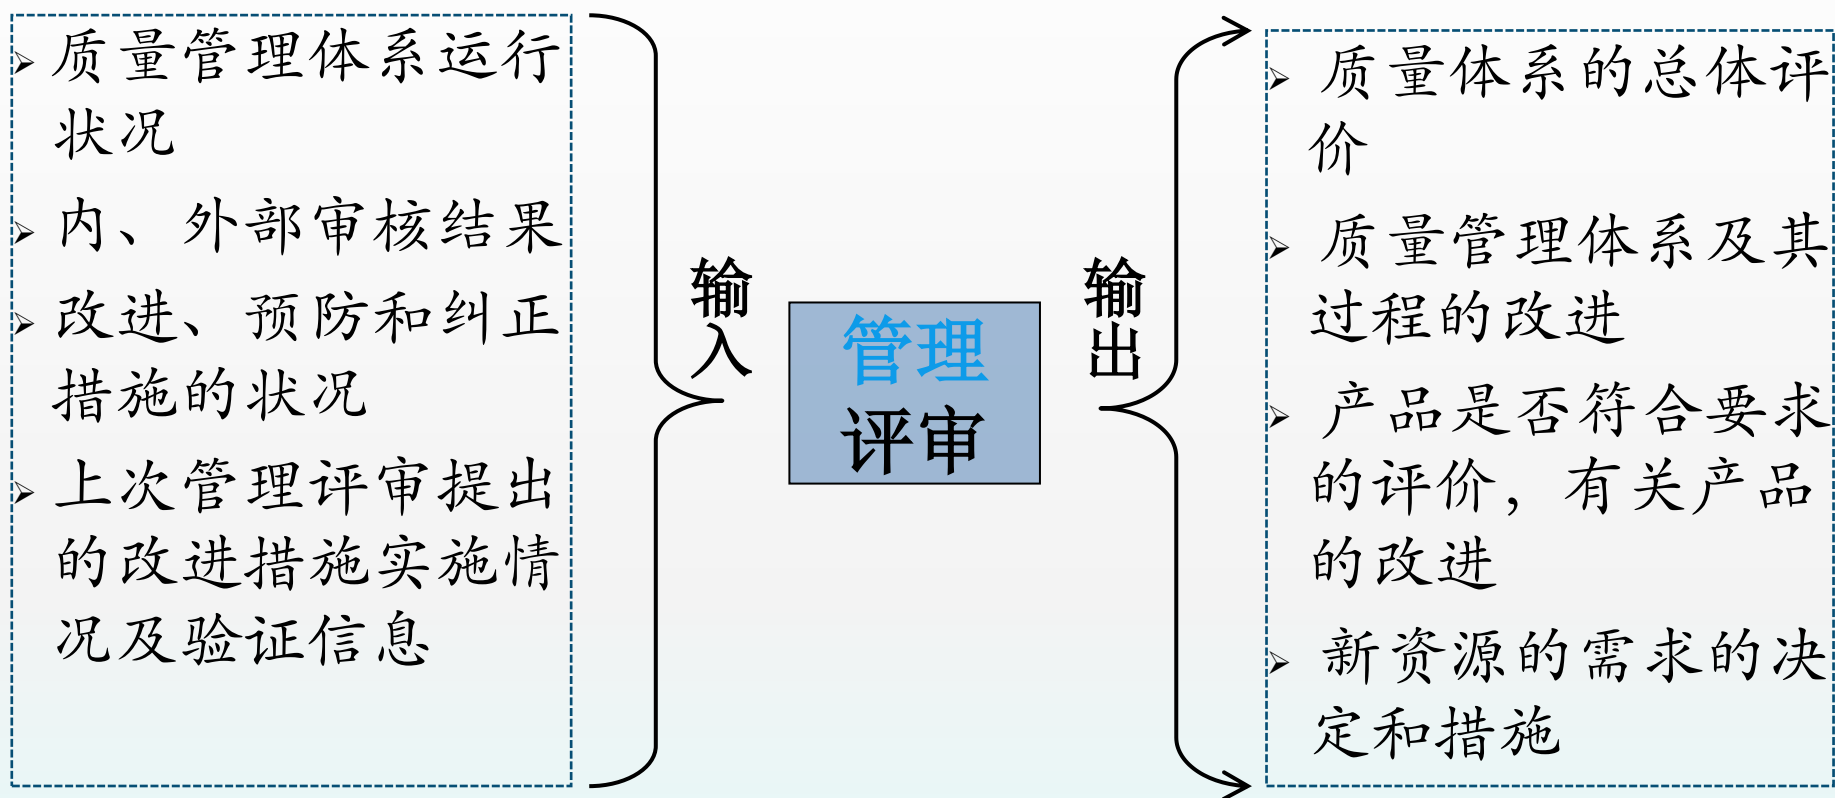 质量管理体系运行
状况
内、外部审核结果
改进、预防和纠正
措施的状况
上次管理评审提出
的改进措施实施情
况及验证信息
输
入
管理
评审
输
出
质量体系的总体评
价
质量管理体系及其
过程的改进
产品是否符合要求
的评价，有关产品
的改进
新资源的需求的决
定和措施